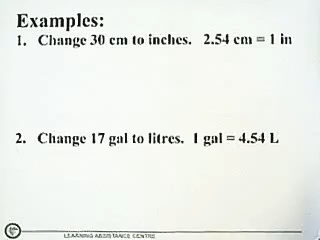 Examples:
1. Change 30 cm to inches. 2.54 cm = 1 in
2. Change 17 gal to litres. 1 gal = 4.54 L
LEARNING ASSISTANCE CENTRE